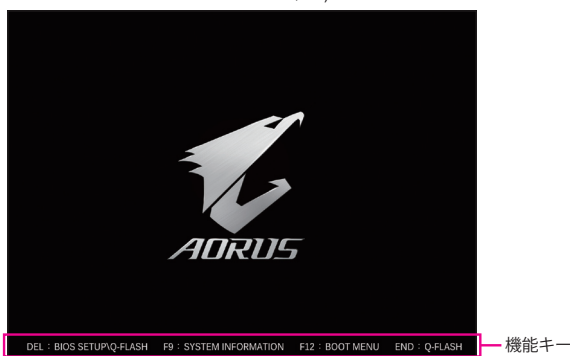 AORUS
DEL : BIOS SETUP\Q-FLASH F9 : SYSTEM INFORMATION F12 : BOOT MENU END : Q-FLASH
機能キー